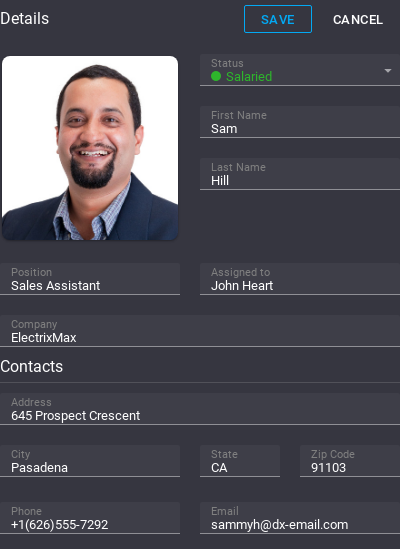 Details SAVE CANCEL
Status
Salaried
First Name
Sam
Last Name
Hill
Position Assigned to
Sales Assistant John Heart
Company
ElectrixMax
Contacts
Address
645 Prospect Crescent
City State Zip Code
Pasadena CA 91103
Phone Email
+1(626)555-7292 sammyh@dx-email.com